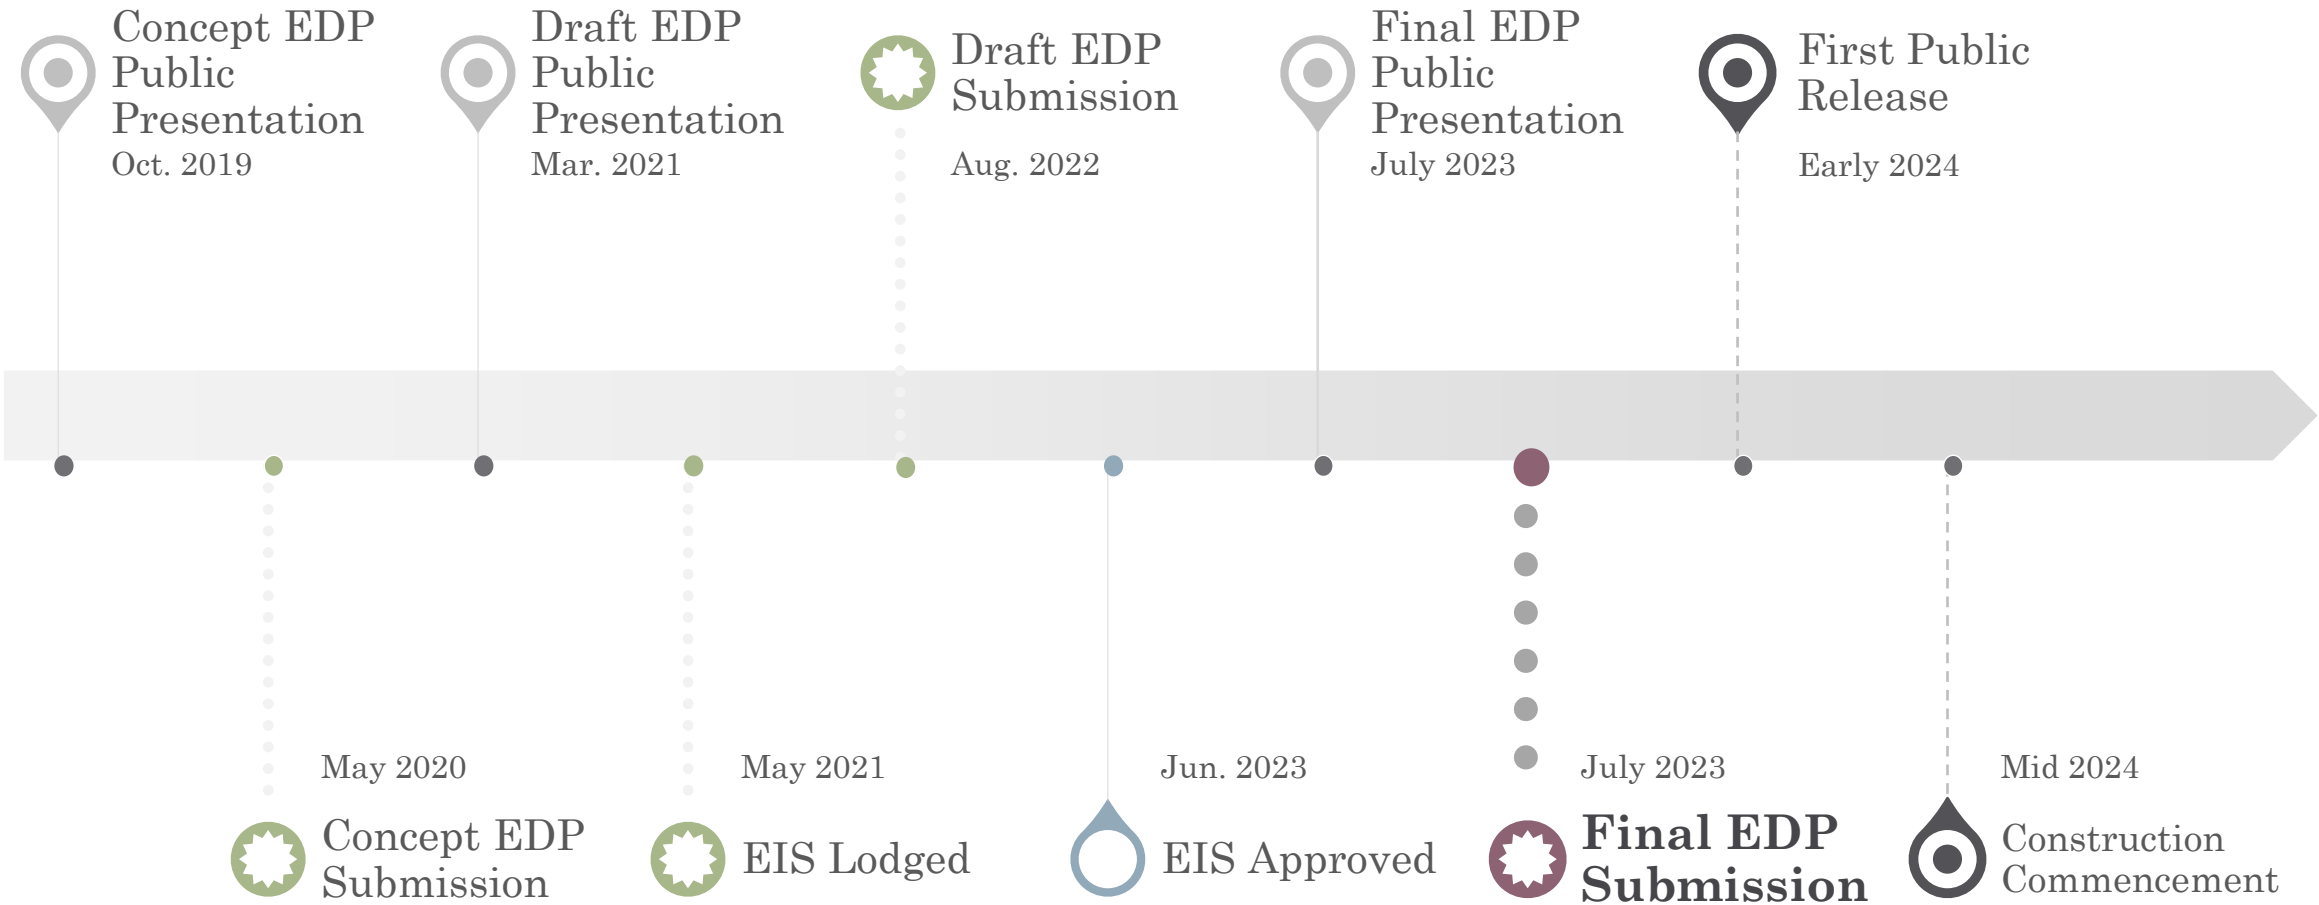 Concept EDP
Public
Presentation
Oct. 2019
Draft EDP
Public
Presentation
Mar. 2021
Draft EDP
Submission
Aug. 2022
Final EDP
Public
Presentation
July 2023
First Public
Release
Early 2024
May 2020
Concept EDP
Submission
May 2021
EIS Lodged
Jun. 2023
EIS Approved
July 2023
Final EDP
Submission
Mid 2024
Construction
Commencement